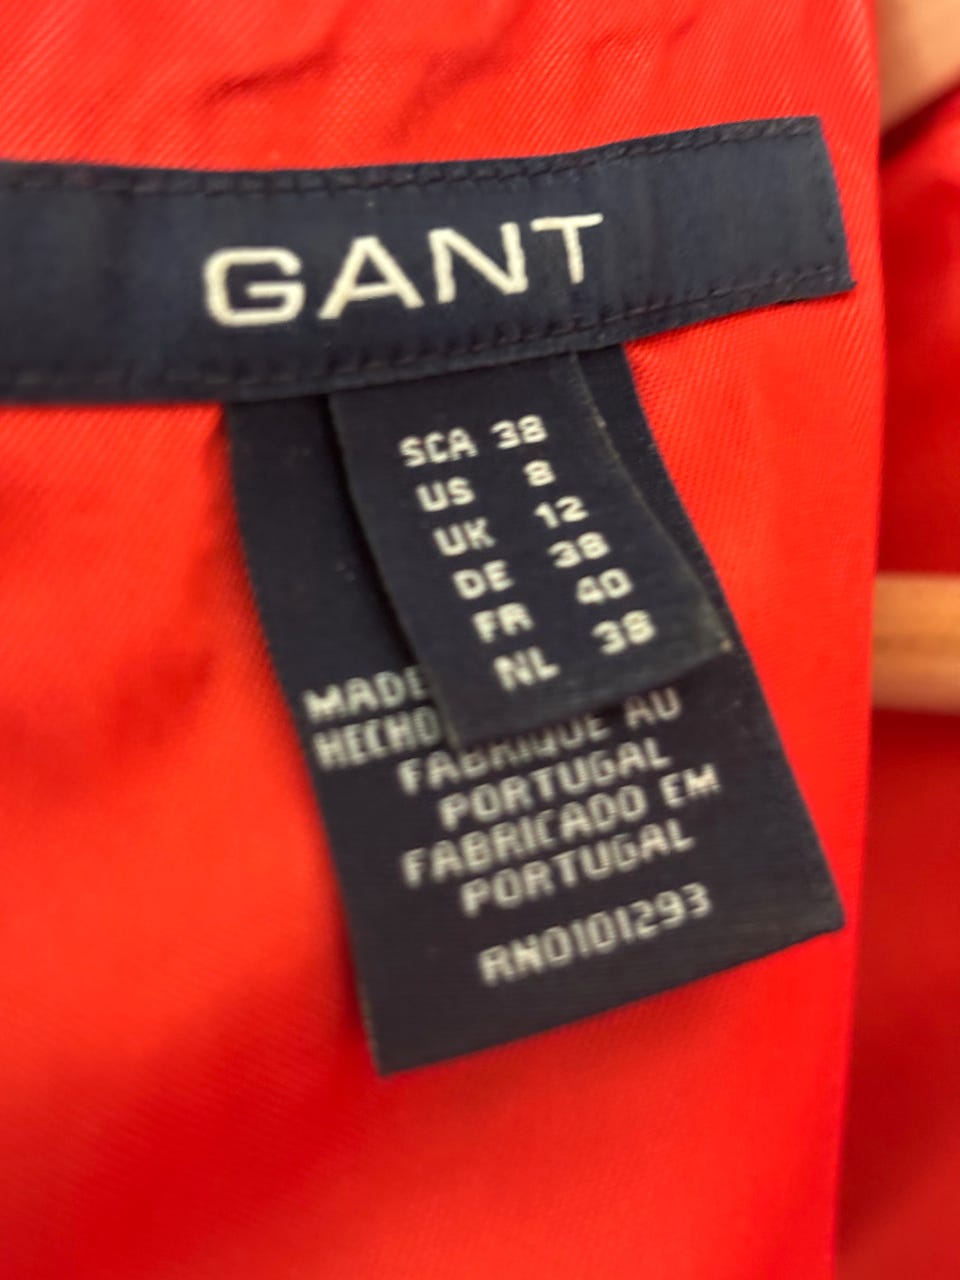 GANT
SCA 38
US 8
UK 12
DE 38
FR 40
NL 38
MADE
HECHO
FABRIQUE AU
PORTUGAL
FABRICADO EM
PORTUGAL
RN0101293